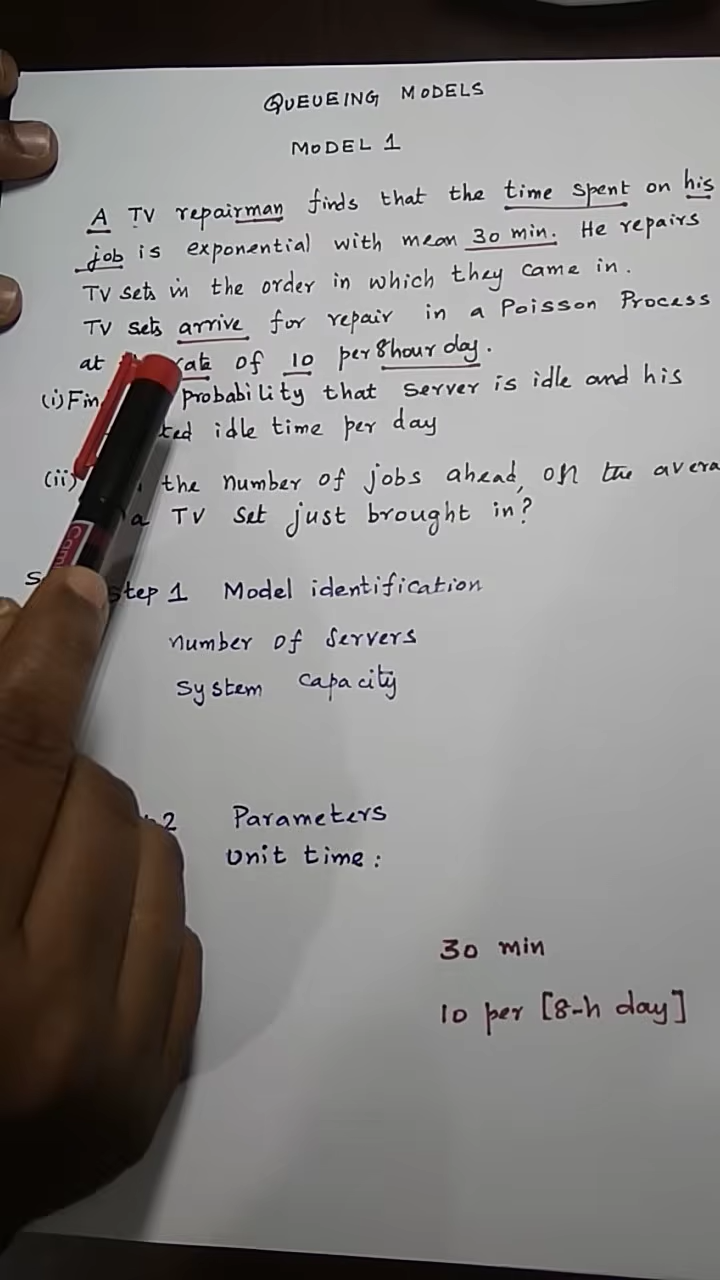 QUEUEING MODELS
MODEL 1
A TV repairman finds that the time spent on his
job is exponential with mean 30 min. He repairs
TV sets in the order in which they came in.
TV sets arrive for repair in a Poisson Process
at of 10 per 8hour day.
(i) probability that server is idle and his
idle time per day
(ii) the number of jobs ahead, on the
a TV set just brought in?
step 1 Model identification
number of servers
system capacity
2 Parameters
Unit time:
30 min
10 per [8-h day]